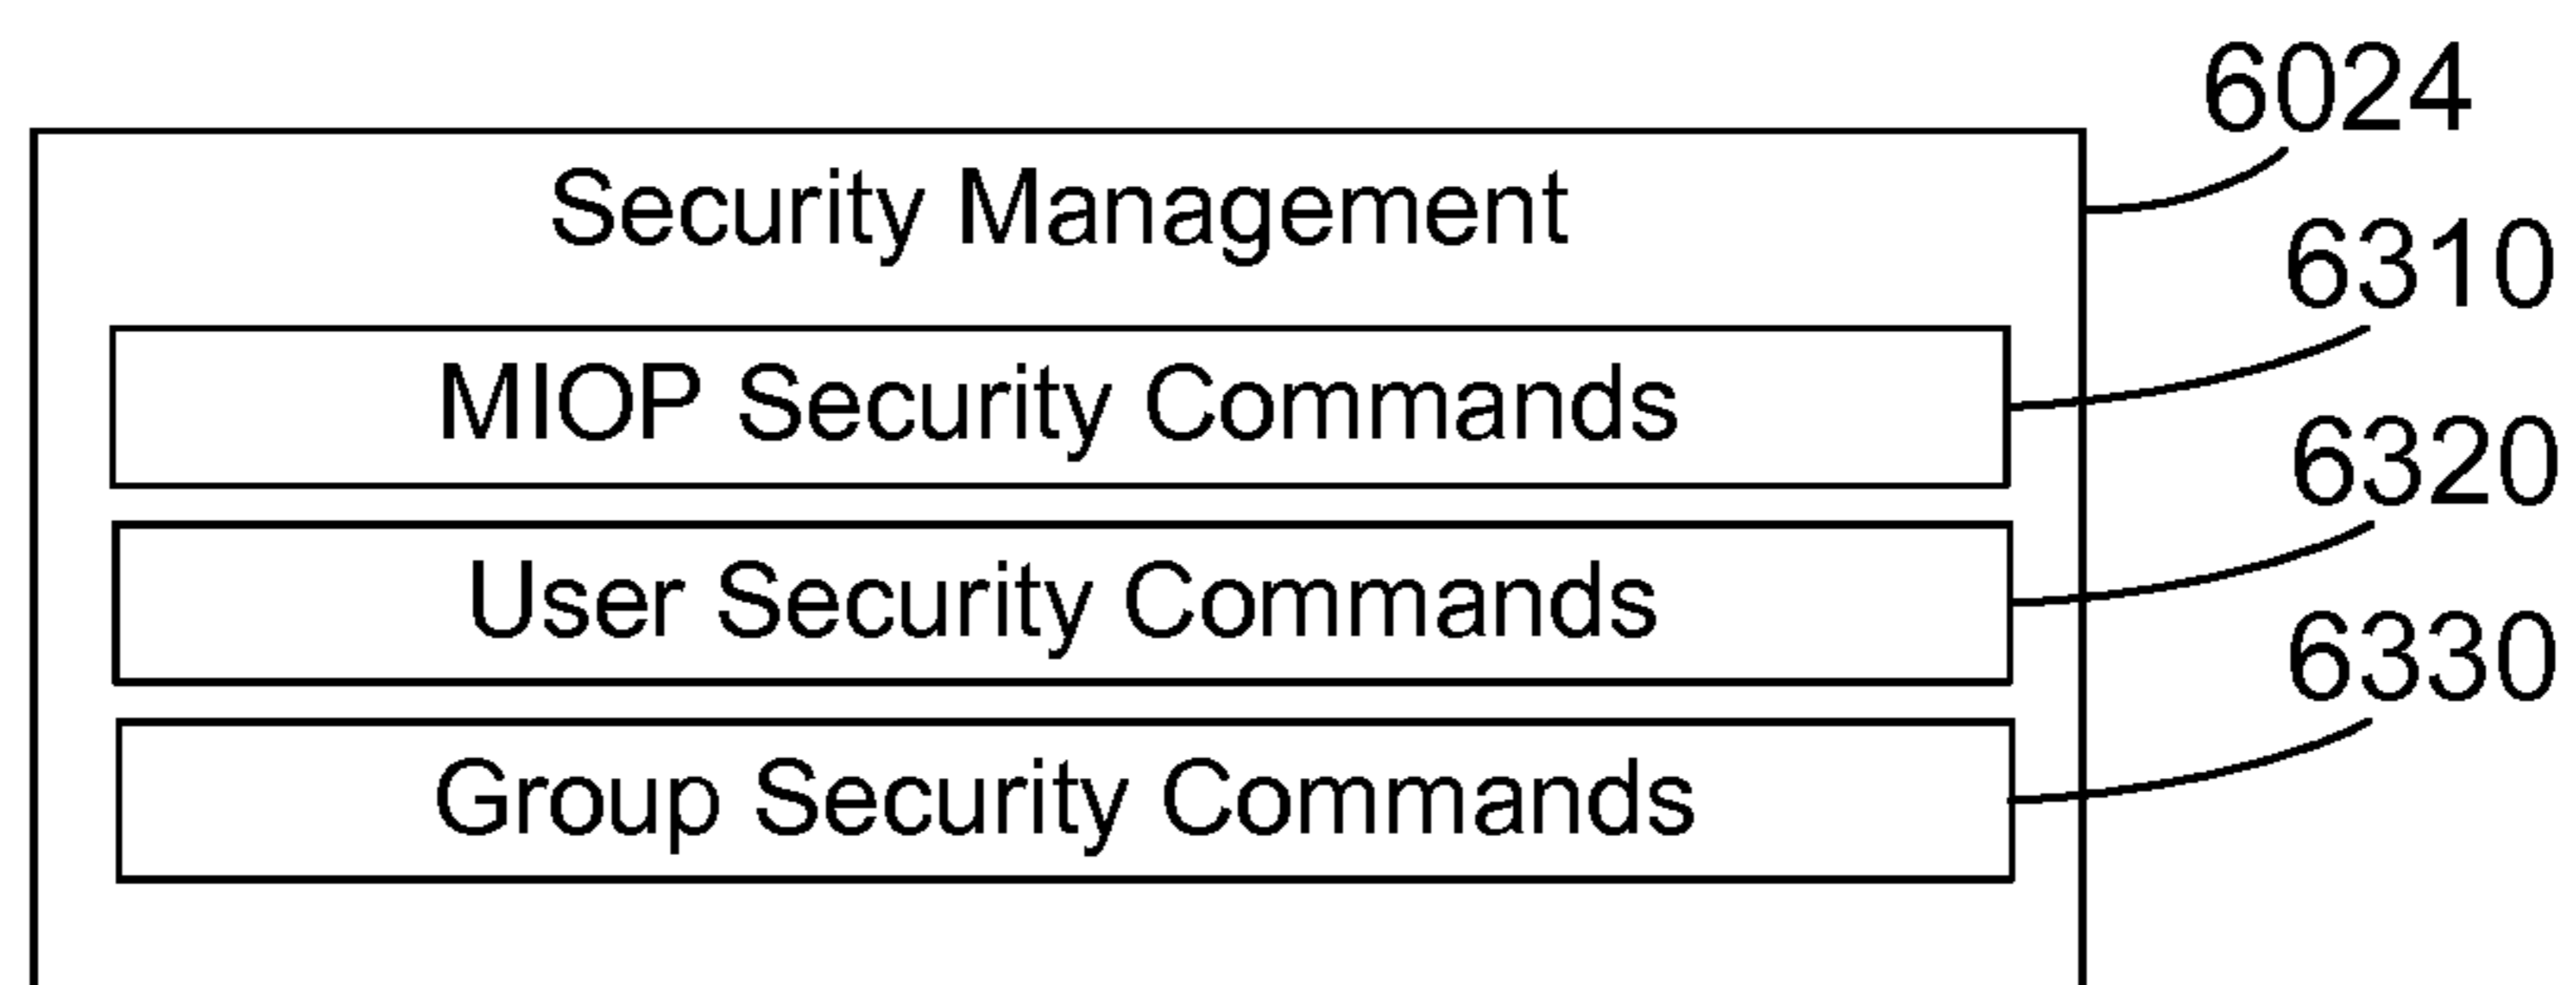 6024
Security Management
6310
MIOP Security Commands
6320
User Security Commands
6330
Group Security Commands